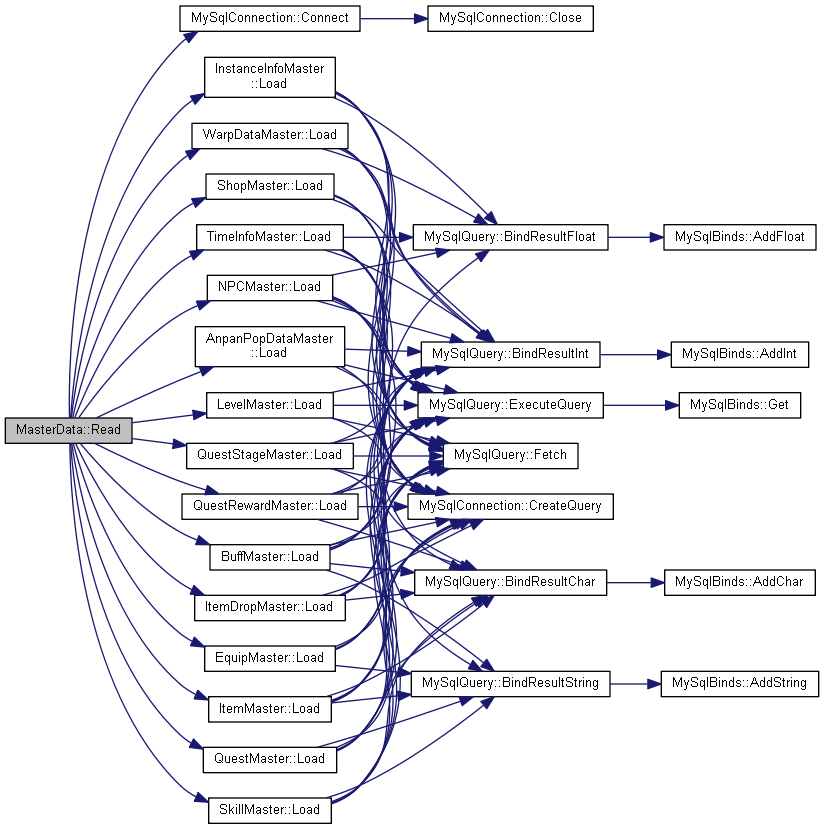 MasterData::Read
MySqlConnection::Connect
InstanceInfoMaster
::Load
WarpDataMaster::Load
ShopMaster::Load
TimeInfoMaster::Load
NPCMaster::Load
AnpanPopDataMaster
::Load
LevelMaster::Load
QuestStageMaster::Load
QuestRewardMaster::Load
BuffMaster::Load
ItemDropMaster::Load
EquipMaster::Load
ItemMaster::Load
QuestMaster::Load
SkillMaster::Load
MySqlConnection::Close
MySqlQuery::BindResultFloat
MySqlQuery::BindResultInt
MySqlQuery::ExecuteQuery
MySqlQuery::Fetch
MySqlConnection::CreateQuery
MySqlQuery::BindResultChar
MySqlQuery::BindResultString
MySqlBinds::AddFloat
MySqlBinds::AddInt
MySqlBinds::Get
MySqlBinds::AddChar
MySqlBinds::AddString